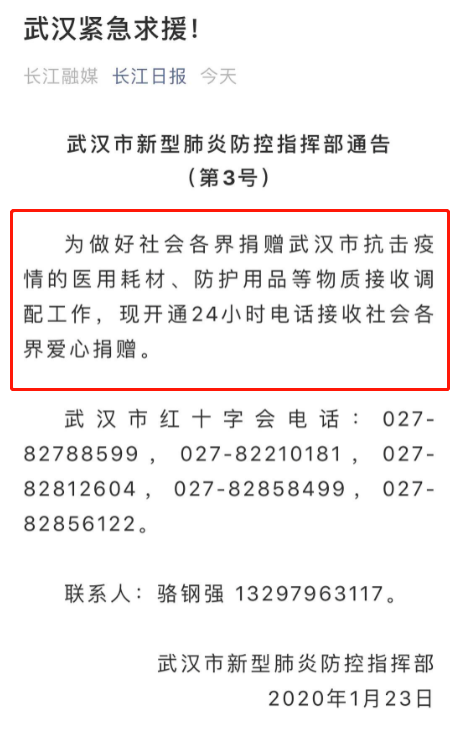 武汉紧急求援！
长江融媒 长江日报 今天
武汉市新型肺炎防控指挥部通告
（第3号）
为做好社会各界捐赠武汉市抗击疫
情的医用耗材、防护用品等物质接收调
配工作，现开通24小时电话接收社会各
界爱心捐赠。
武汉市红十字会电话：027-
82788599，027-82210181，027-
82812604，027-82858499，027-
82856122。
联系人：骆钢强 13297963117。
武汉市新型肺炎防控指挥部
2020年1月23日